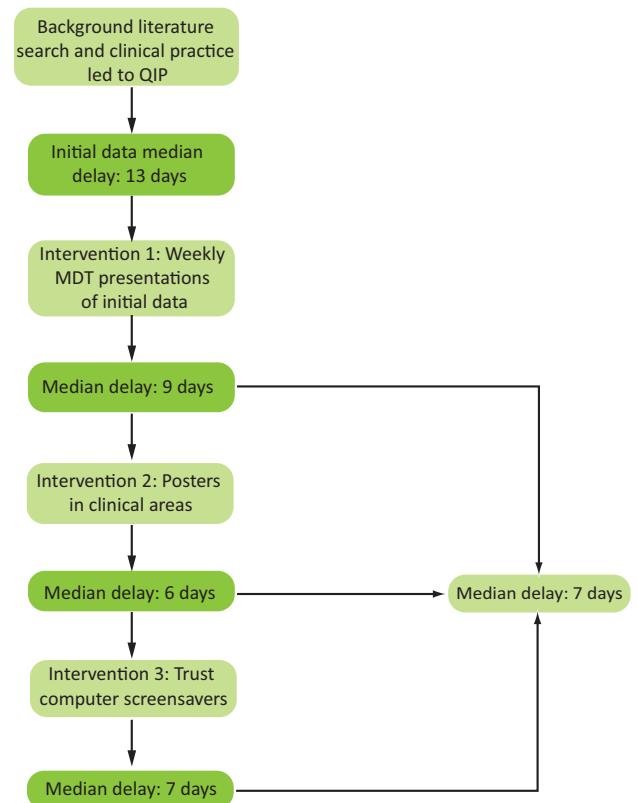 Background literature
search and clinical practice
led to QIP
Initial data median
delay: 13 days
Intervention 1: Weekly
MDT presentations
of initial data
Median delay: 9 days
Intervention 2: Posters
in clinical areas
Median delay: 6 days
Median delay: 7 days
Intervention 3: Trust
computer screensavers
Median delay: 7 days